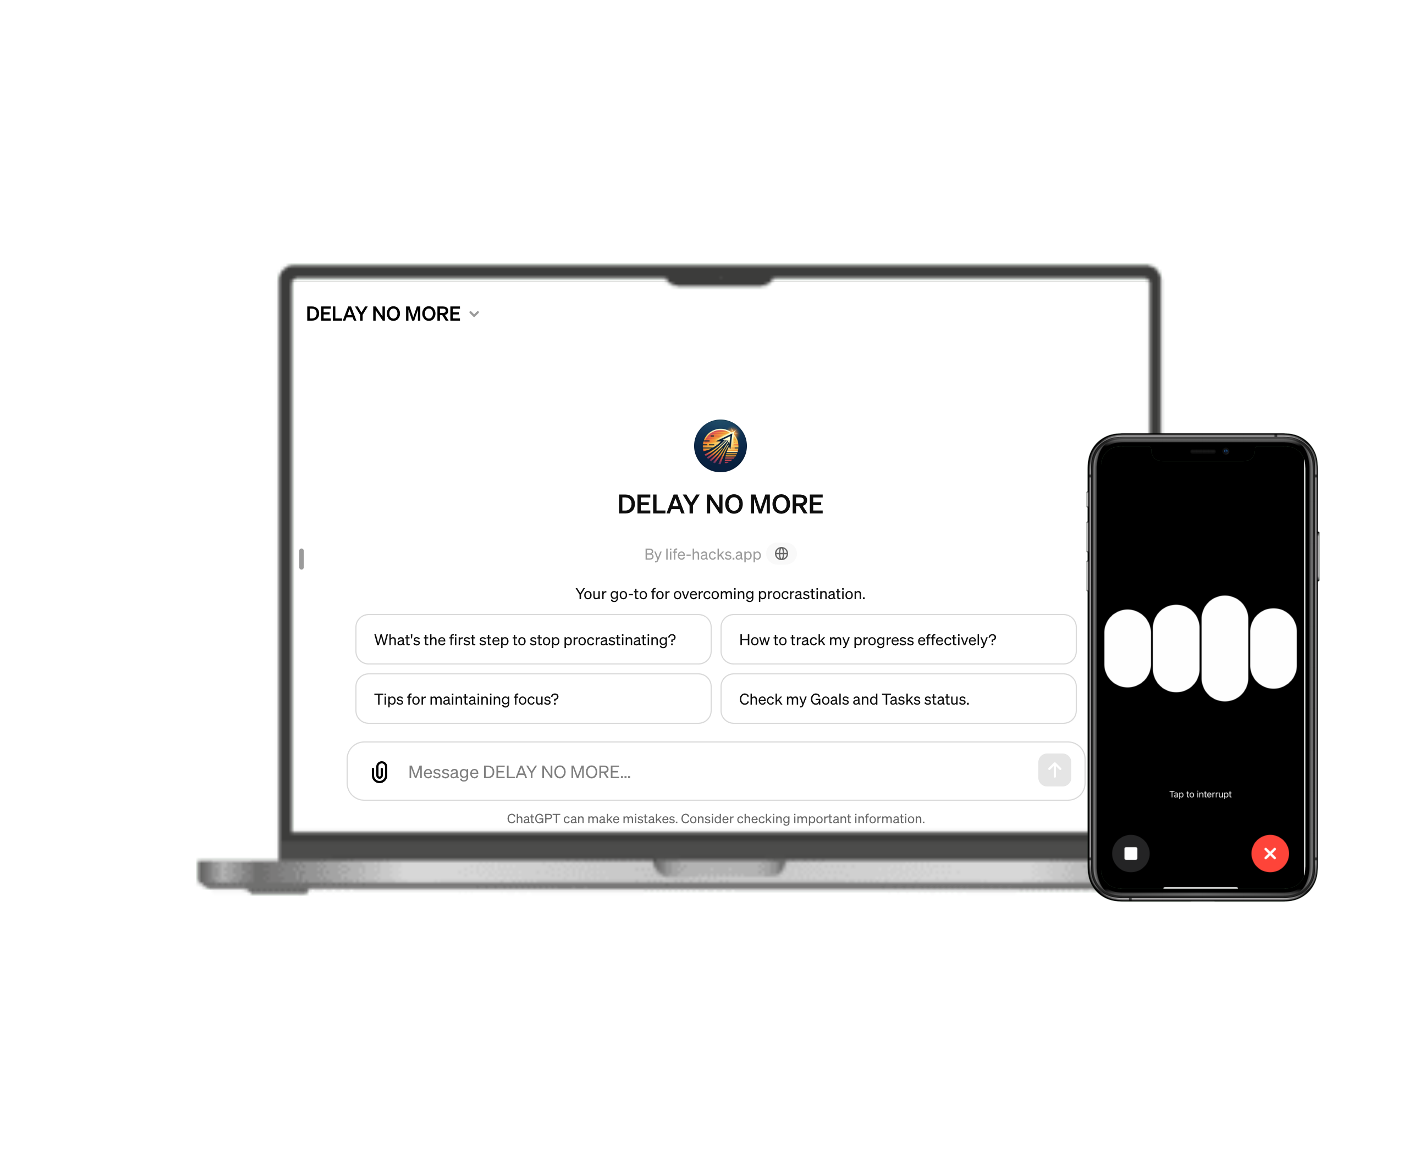 DELAY NO MORE
DELAY NO MORE
By life-hacks.app
Your go-to for overcoming procrastination.
What's the first step to stop procrastinating?
How to track my progress effectively?
Tips for maintaining focus?
Check my Goals and Tasks status.
Message DELAY NO MORE...
ChatGPT can make mistakes. Consider checking important information.
Tap to interrupt